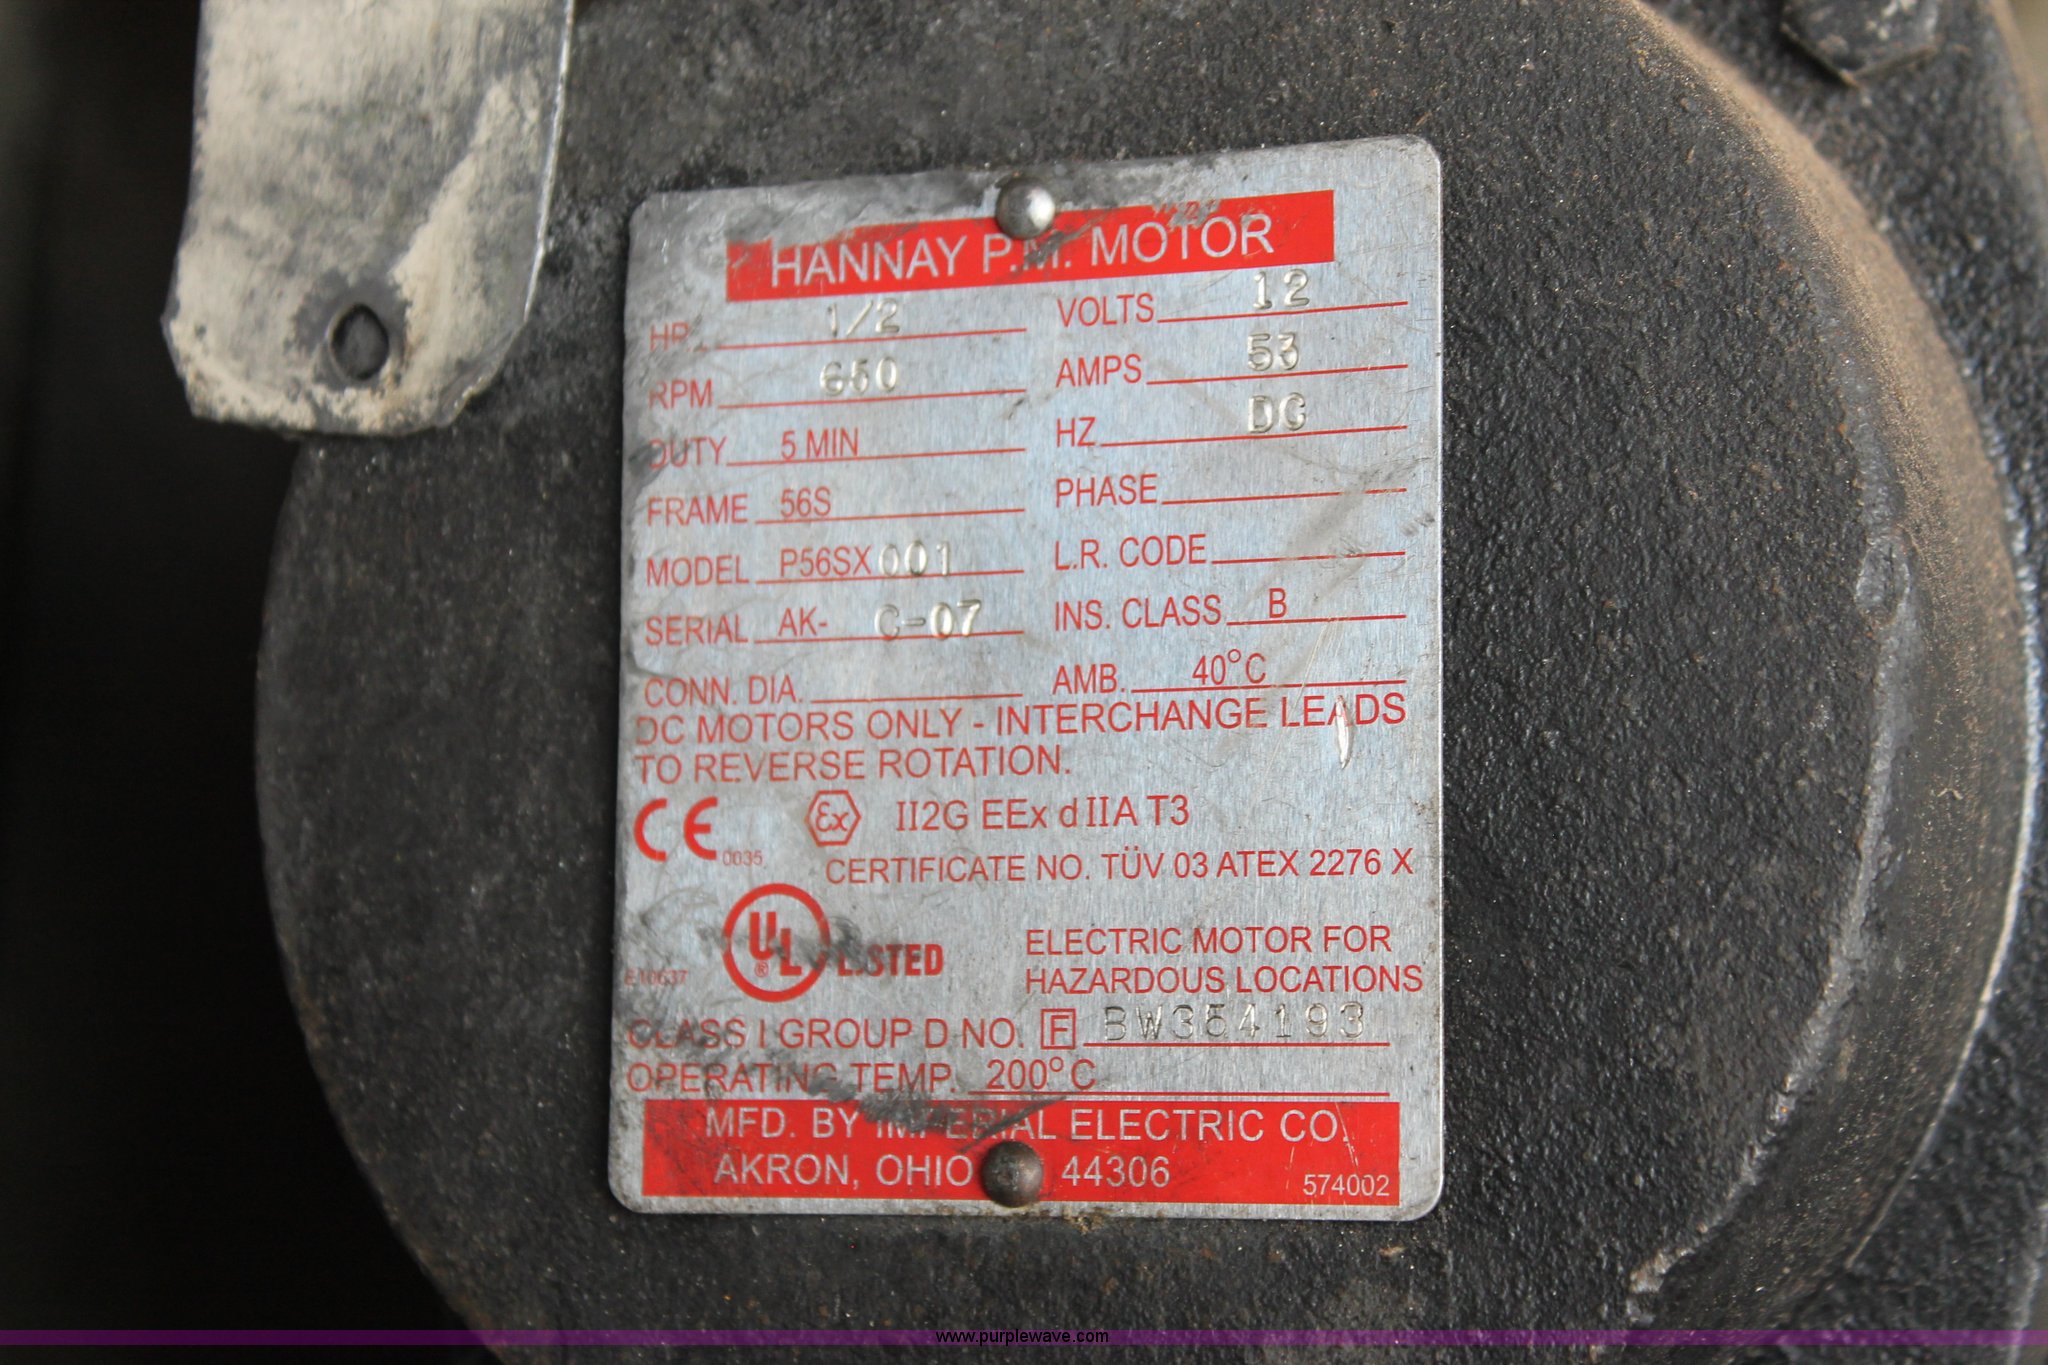 HANNAY P.M. MOTOR
HP 1/2 VOLTS 12
RPM 650 AMPS 53
DUTY 5 MIN HZ DC
FRAME 56S PHASE
MODEL P56SX001 L.R. CODE
SERIAL AK- C-07 INS. CLASS B
CONN. DIA. AMB. 40°C
DC MOTORS ONLY - INTERCHANGE LEADS
TO REVERSE ROTATION.
CE 0035 Ex II2G EEx d IIA T3
CERTIFICATE NO. TÜV 03 ATEX 2276 X
UL ® LISTED ELECTRIC MOTOR FOR
E10637 HAZARDOUS LOCATIONS
CLASS I GROUP D NO. F BW354193
OPERATING TEMP. 200°C
MFD. BY IMPERIAL ELECTRIC CO.
AKRON, OHIO 44306 574002
www.purplewave.com